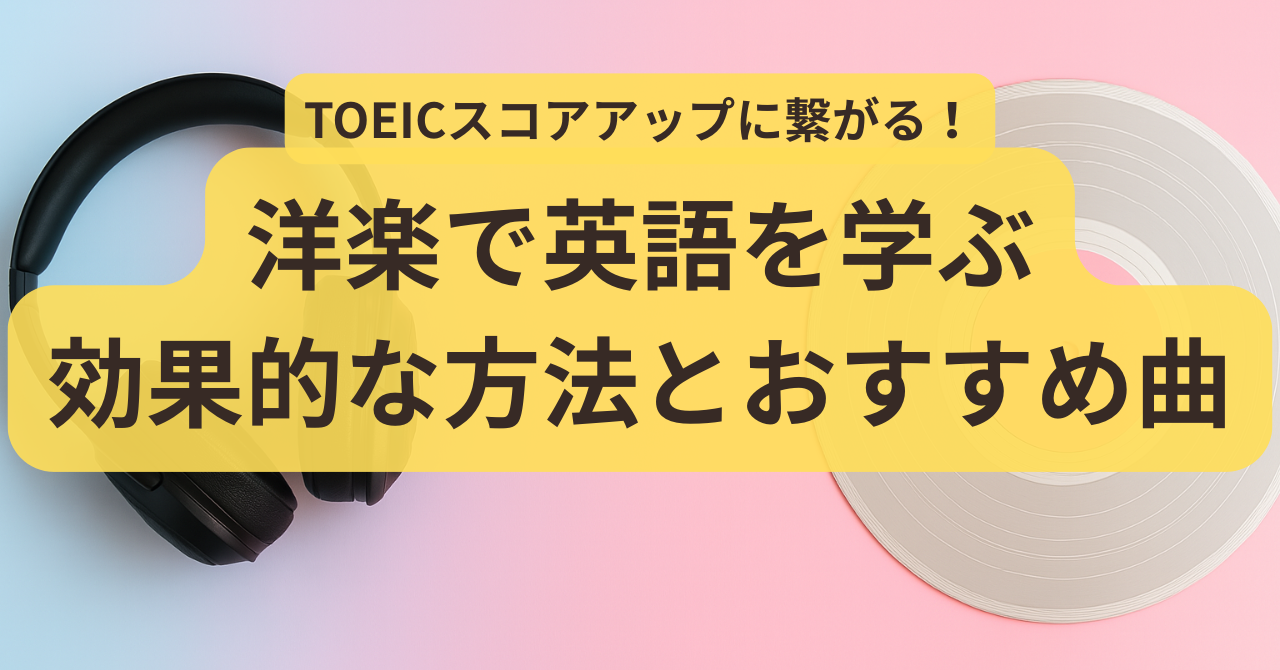 TOEICスコアアップに繋がる！
洋楽で英語を学ぶ
効果的な方法とおすすめ曲